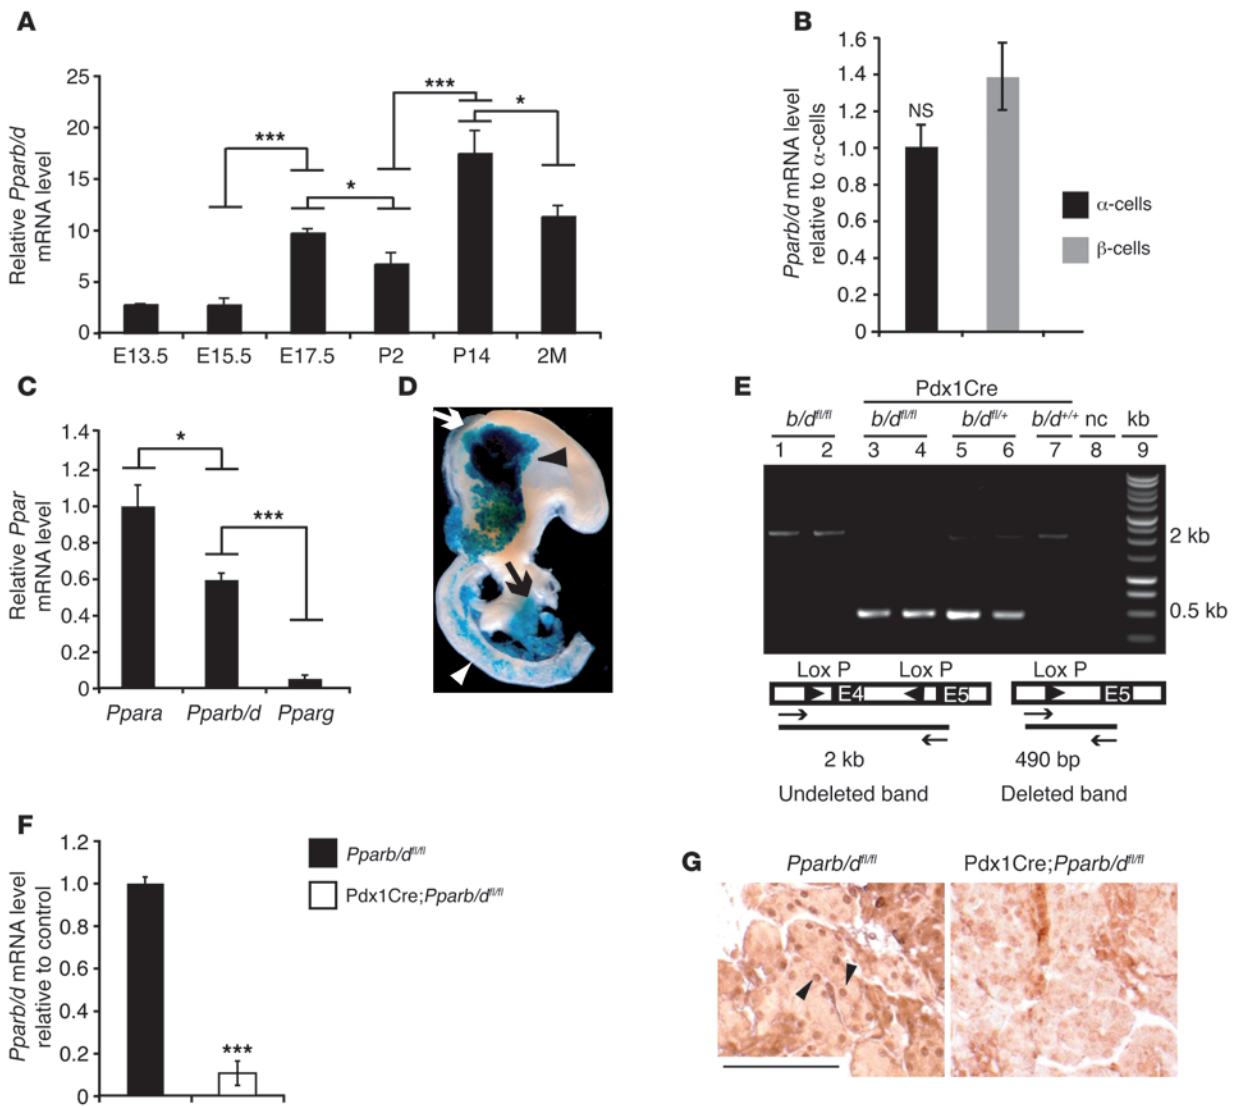 A
Relative Pparb/d
mRNA level
25
20
15
10
5
0
***
*
***
*
E13.5 E15.5 E17.5 P2 P14 2M
B
Pparb/d mRNA level
relative to α-cells
1.6
1.4
1.2
1.0
0.8
0.6
0.4
0.2
0
NS
α-cells
β-cells
C
Relative Ppar
mRNA level
1.4
1.2
1.0
0.8
0.6
0.4
0.2
0
*
***
Ppara Pparb/d Pparg
D
E
Pdx1Cre
b/dfl/fl b/dfl/fl b/dfl/+ b/d+/+ nc kb
1 2 3 4 5 6 7 8 9
2 kb
0.5 kb
Lox P Lox P Lox P
E4 E5 E5
2 kb 490 bp
Undeleted band Deleted band
F
Pparb/d mRNA level
relative to control
1.2
1.0
0.8
0.6
0.4
0.2
0
***
Pparb/dfl/fl
Pdx1Cre;Pparb/dfl/fl
G
Pparb/dfl/fl Pdx1Cre;Pparb/dfl/fl